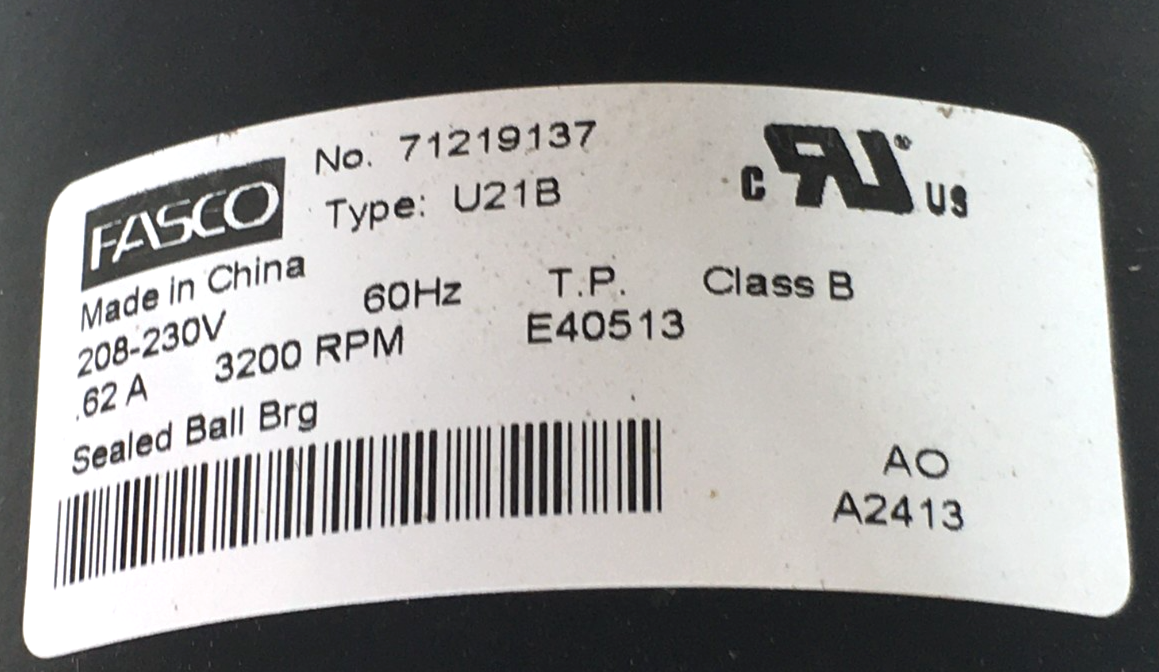 FASCO
No. 71219137
Type: U21B
c RU® US
Made in China
208-230V 60Hz T.P. Class B
.62 A 3200 RPM E40513
Sealed Ball Brg
AO
A2413